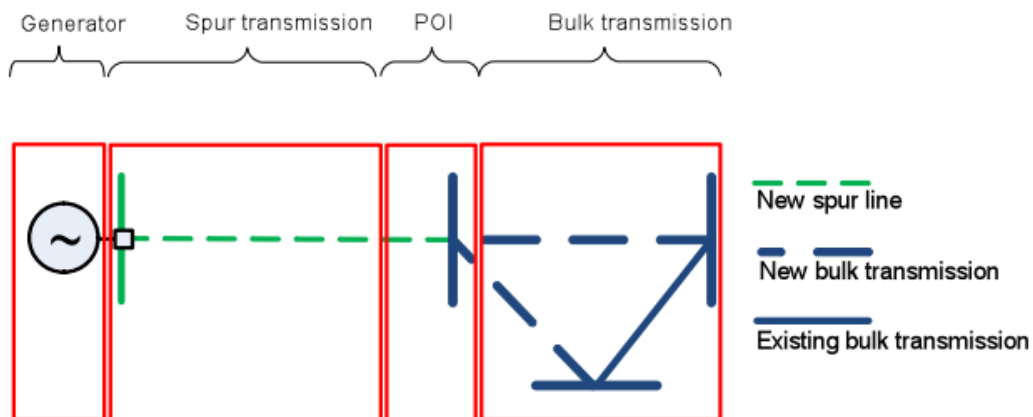 Generator
Spur transmission
POI
Bulk transmission
~
New spur line
New bulk transmission
Existing bulk transmission